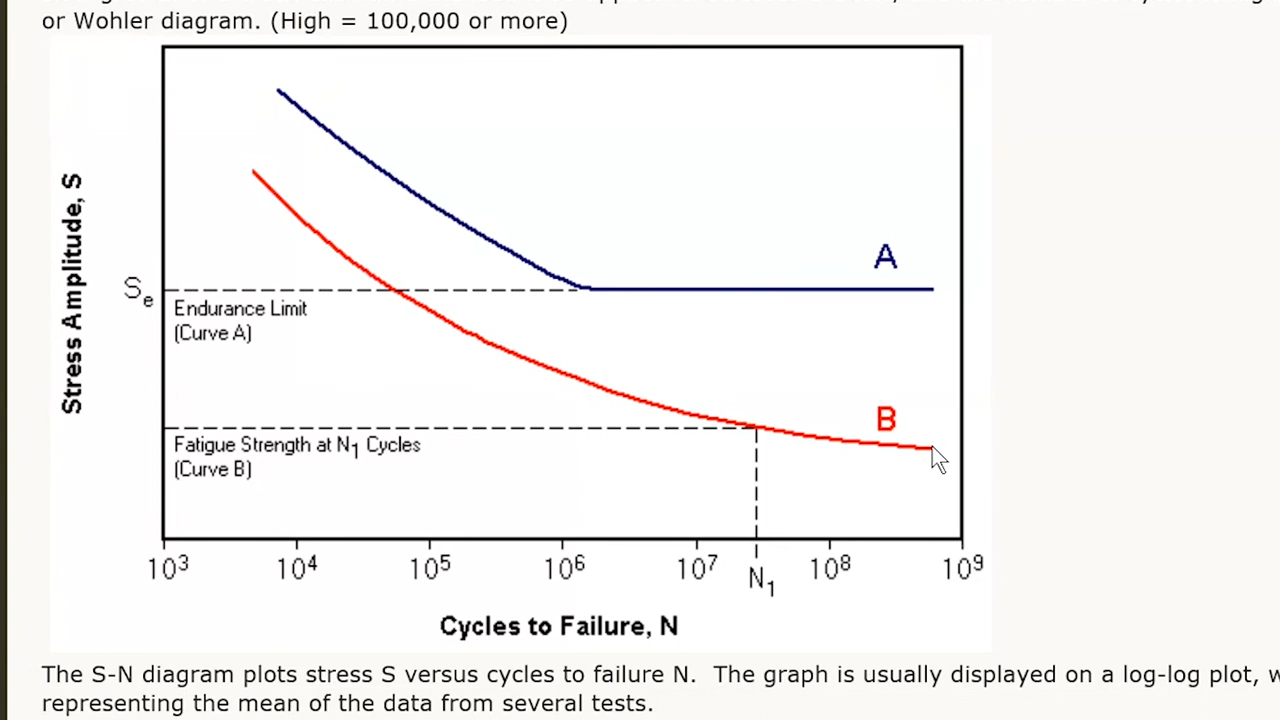 or Wohler diagram. (High = 100,000 or more)
A
Stress Amplitude, S
Se
Endurance Limit
(Curve A)
B
Fatigue Strength at N1 Cycles
(Curve B)
10³ 10⁴ 10⁵ 10⁶ 10⁷ 10⁸ 10⁹
N1
Cycles to Failure, N
The S-N diagram plots stress S versus cycles to failure N. The graph is usually displayed on a log-log plot,
representing the mean of the data from several tests.